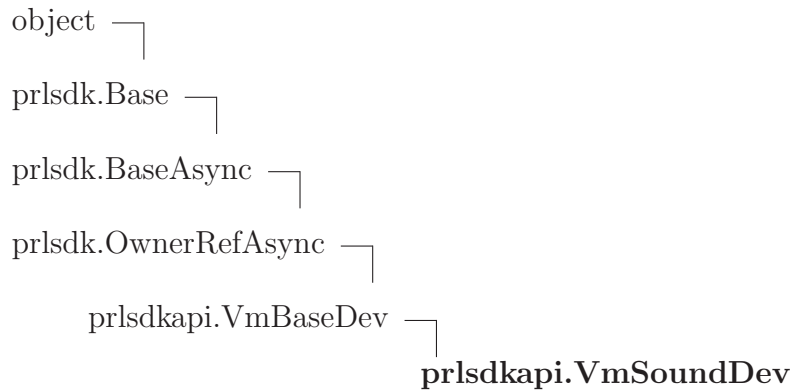 object
prlsdk.Base
prlsdk.BaseAsync
prlsdk.OwnerRefAsync
prlsdkapi.VmBaseDev
prlsdkapi.VmSoundDev